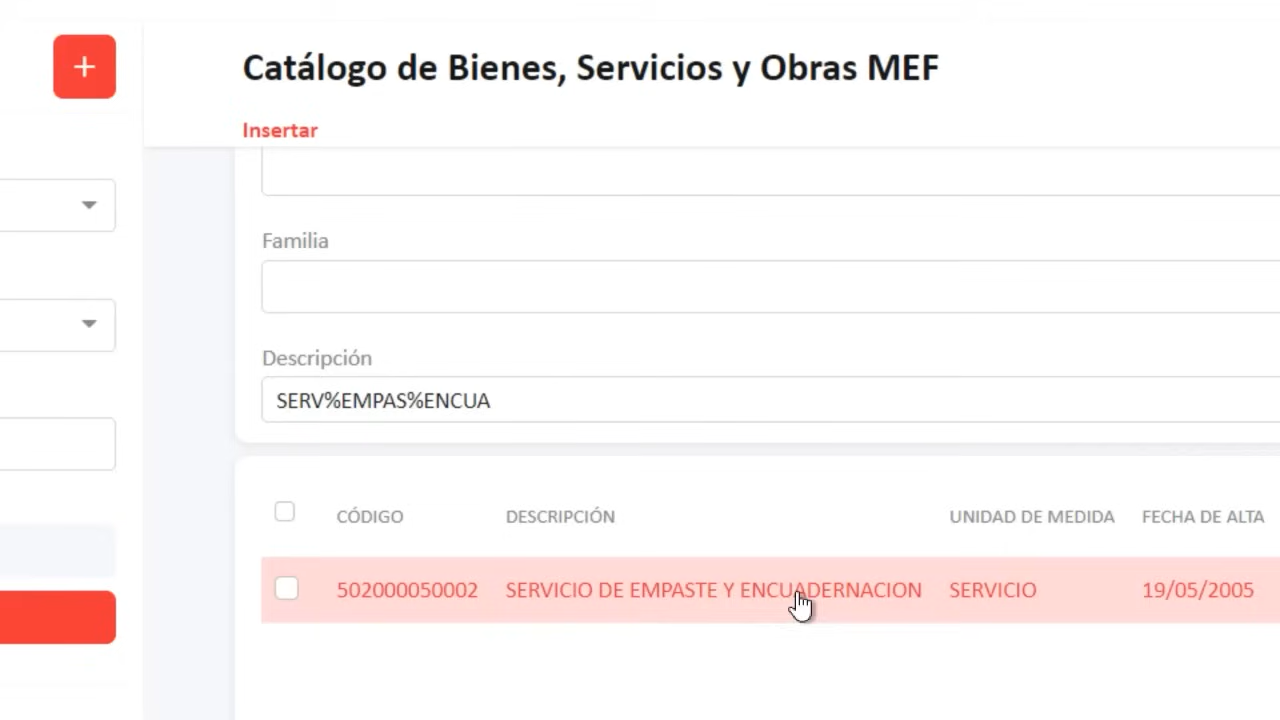 +
Catálogo de Bienes, Servicios y Obras MEF
Insertar
Familia
Descripción
SERV%EMPAS%ENCUA
CÓDIGO DESCRIPCIÓN UNIDAD DE MEDIDA FECHA DE ALTA
502000050002 SERVICIO DE EMPASTE Y ENCUADERNACION SERVICIO 19/05/2005